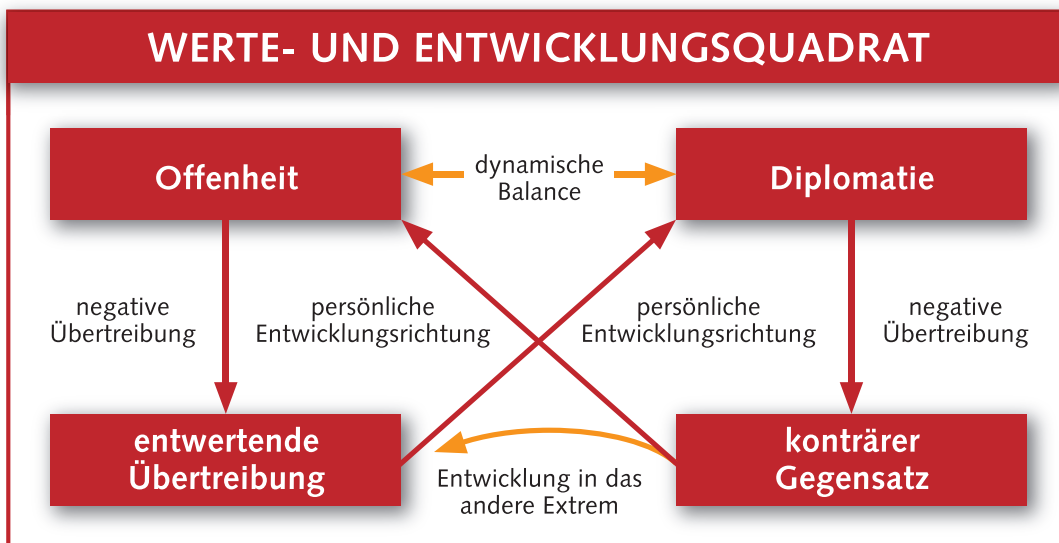 WERTE- UND ENTWICKLUNGSQUADRAT
Offenheit
dynamische
Balance
Diplomatie
negative
Übertreibung
persönliche
Entwicklungsrichtung
persönliche
Entwicklungsrichtung
negative
Übertreibung
entwertende
Übertreibung
Entwicklung in das
andere Extrem
konträrer
Gegensatz